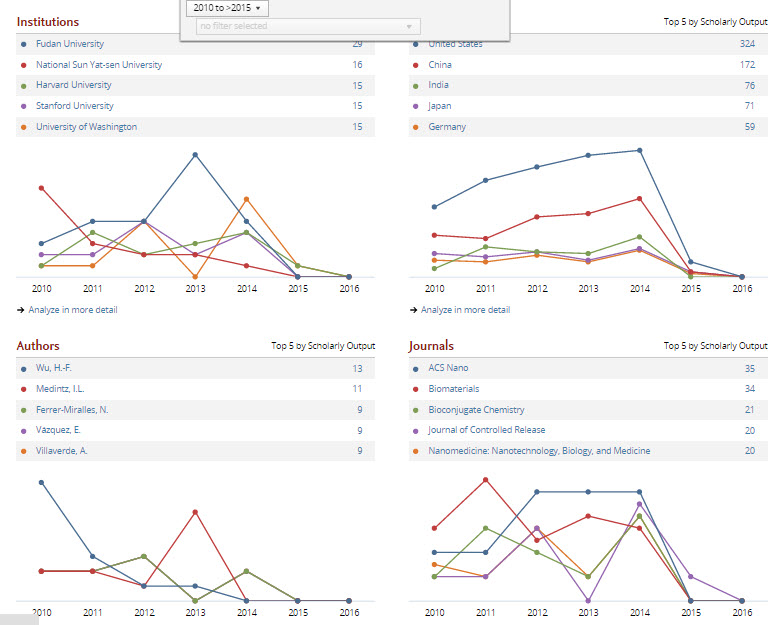 2010 to >2015
no filter selected
Institutions
Fudan University 29
National Sun Yat-sen University 16
Harvard University 15
Stanford University 15
University of Washington 15
2010 2011 2012 2013 2014 2015 2016
Analyze in more detail
Top 5 by Scholarly Output
United States 324
China 172
India 76
Japan 71
Germany 59
2010 2011 2012 2013 2014 2015 2016
Analyze in more detail
Authors Top 5 by Scholarly Output
Wu, H.-F. 13
Medintz, I.L. 11
Ferrer-Miralles, N. 9
Vázquez, E. 9
Villaverde, A. 9
2010 2011 2012 2013 2014 2015 2016
Journals Top 5 by Scholarly Output
ACS Nano 35
Biomaterials 34
Bioconjugate Chemistry 21
Journal of Controlled Release 20
Nanomedicine: Nanotechnology, Biology, and Medicine 20
2010 2011 2012 2013 2014 2015 2016